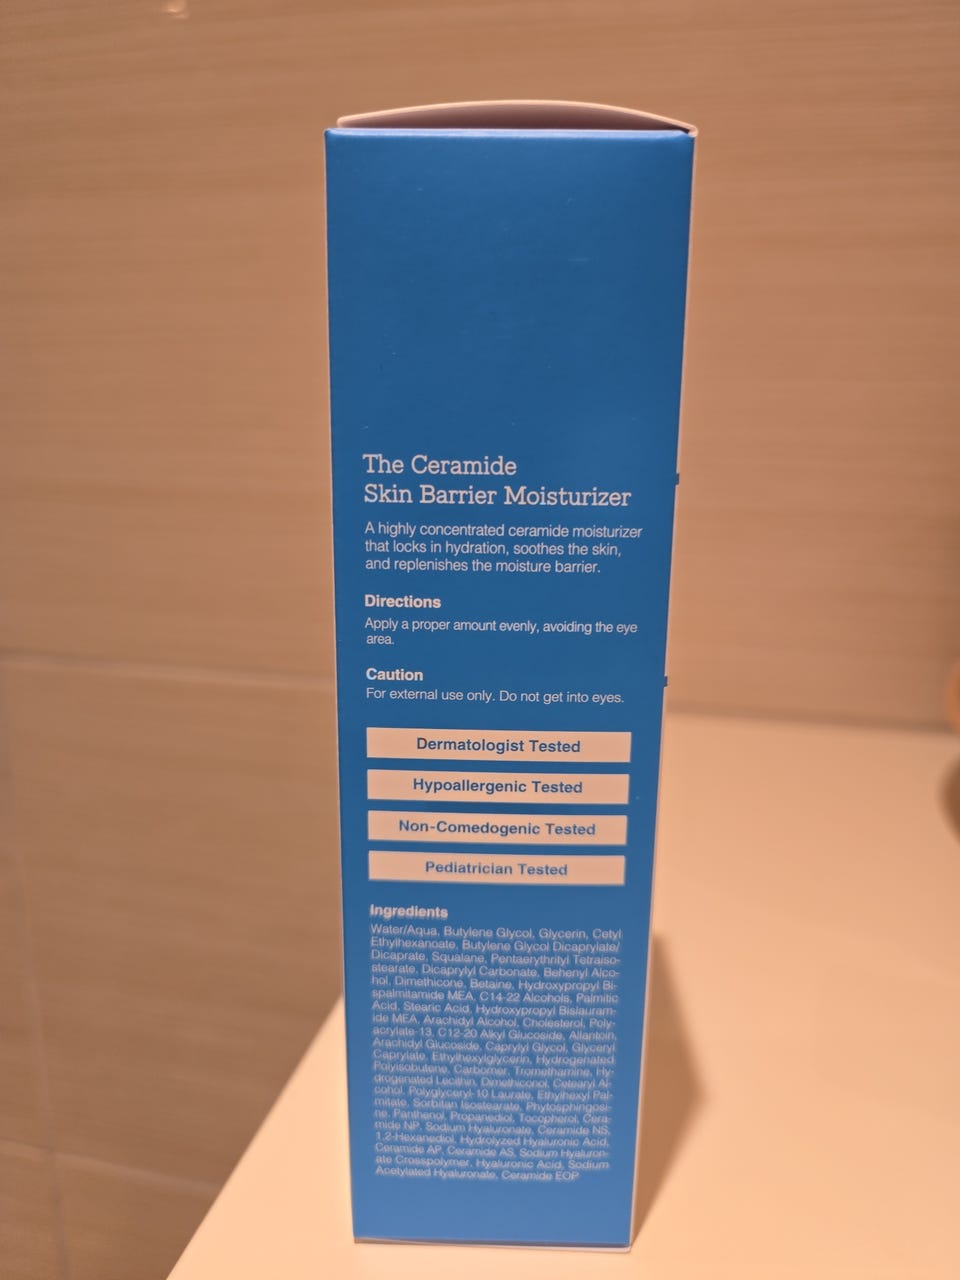 The Ceramide
Skin Barrier Moisturizer
A highly concentrated ceramide moisturizer
that locks in hydration, soothes the skin,
and replenishes the moisture barrier.
Directions
Apply a proper amount evenly, avoiding the eye
area.
Caution
For external use only. Do not get into eyes.
Dermatologist Tested
Hypoallergenic Tested
Non-Comedogenic Tested
Pediatrician Tested
Ingredients
Water/Aqua, Butylene Glycol, Glycerin, Cetyl
Ethylhexanoate, Butylene Glycol Dicaprylate/
Dicaprate, Squalane, Pentaerythrityl Tetraiso-
stearate, Dicaprylyl Carbonate, Behenyl Alco-
hol, Dimethicone, Betaine, Hydroxypropyl Bi-
spalmitamide MEA, C14-22 Alcohols, Palmitic
Acid, Stearic Acid, Hydroxypropyl Bislauram-
ide MEA, Arachidyl Alcohol, Cholesterol, Poly-
acrylate-13, C12-20 Alkyl Glucoside, Allantoin,
Arachidyl Glucoside, Caprylyl Glycol, Glyceryl
Caprylate, Ethylhexylglycerin, Hydrogenated
Polyisobutene, Carbomer, Tromethamine, Hy-
drogenated Lecithin, Dimethiconol, Cetearyl Al-
cohol, Polyglyceryl-10 Laurate, Ethylhexyl Pal-
mitate, Sorbitan Isostearate, Phytosphingosi-
ne, Panthenol, Propanediol, Tocopherol, Cera-
mide NP, Sodium Hyaluronate, Ceramide NS,
1,2-Hexanediol, Hydrolyzed Hyaluronic Acid,
Ceramide AP, Ceramide AS, Sodium Hyaluron-
ate Crosspolymer, Hyaluronic Acid, Sodium
Acetylated Hyaluronate, Ceramide EOP